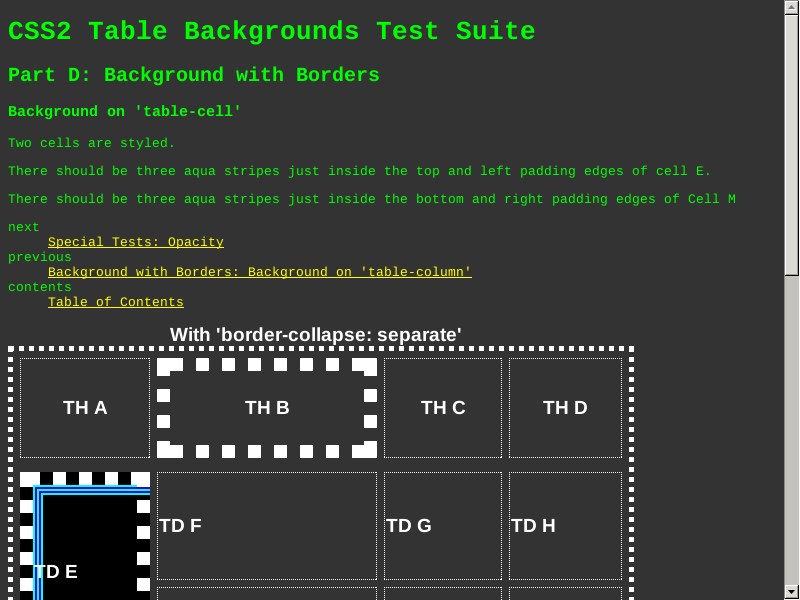 CSS2 Table Backgrounds Test Suite
Part D: Background with Borders
Background on 'table-cell'
Two cells are styled.
There should be three aqua stripes just inside the top and left padding edges of cell E.
There should be three aqua stripes just inside the bottom and right padding edges of Cell M
next
Special Tests: Opacity
previous
Background with Borders: Background on 'table-column'
contents
Table of Contents
With 'border-collapse: separate'
TH A
TH B
TH C
TH D
TD E
TD F
TD G
TD H